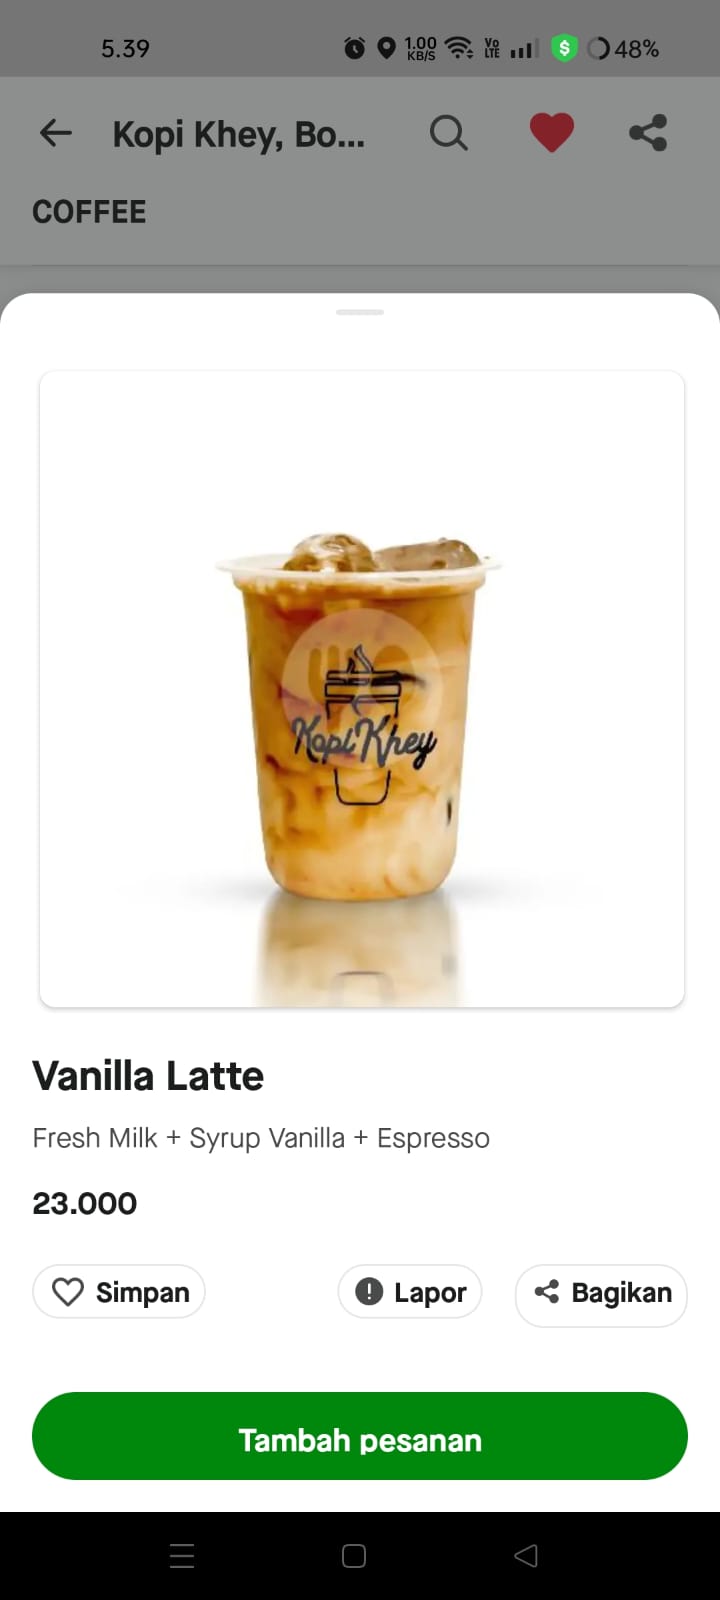 5.39
1.00
KB/S
Vo
LTE
48%
Kopi Khey, Bo...
COFFEE
Kopi Khey
Vanilla Latte
Fresh Milk + Syrup Vanilla + Espresso
23.000
Simpan
Lapor
Bagikan
Tambah pesanan